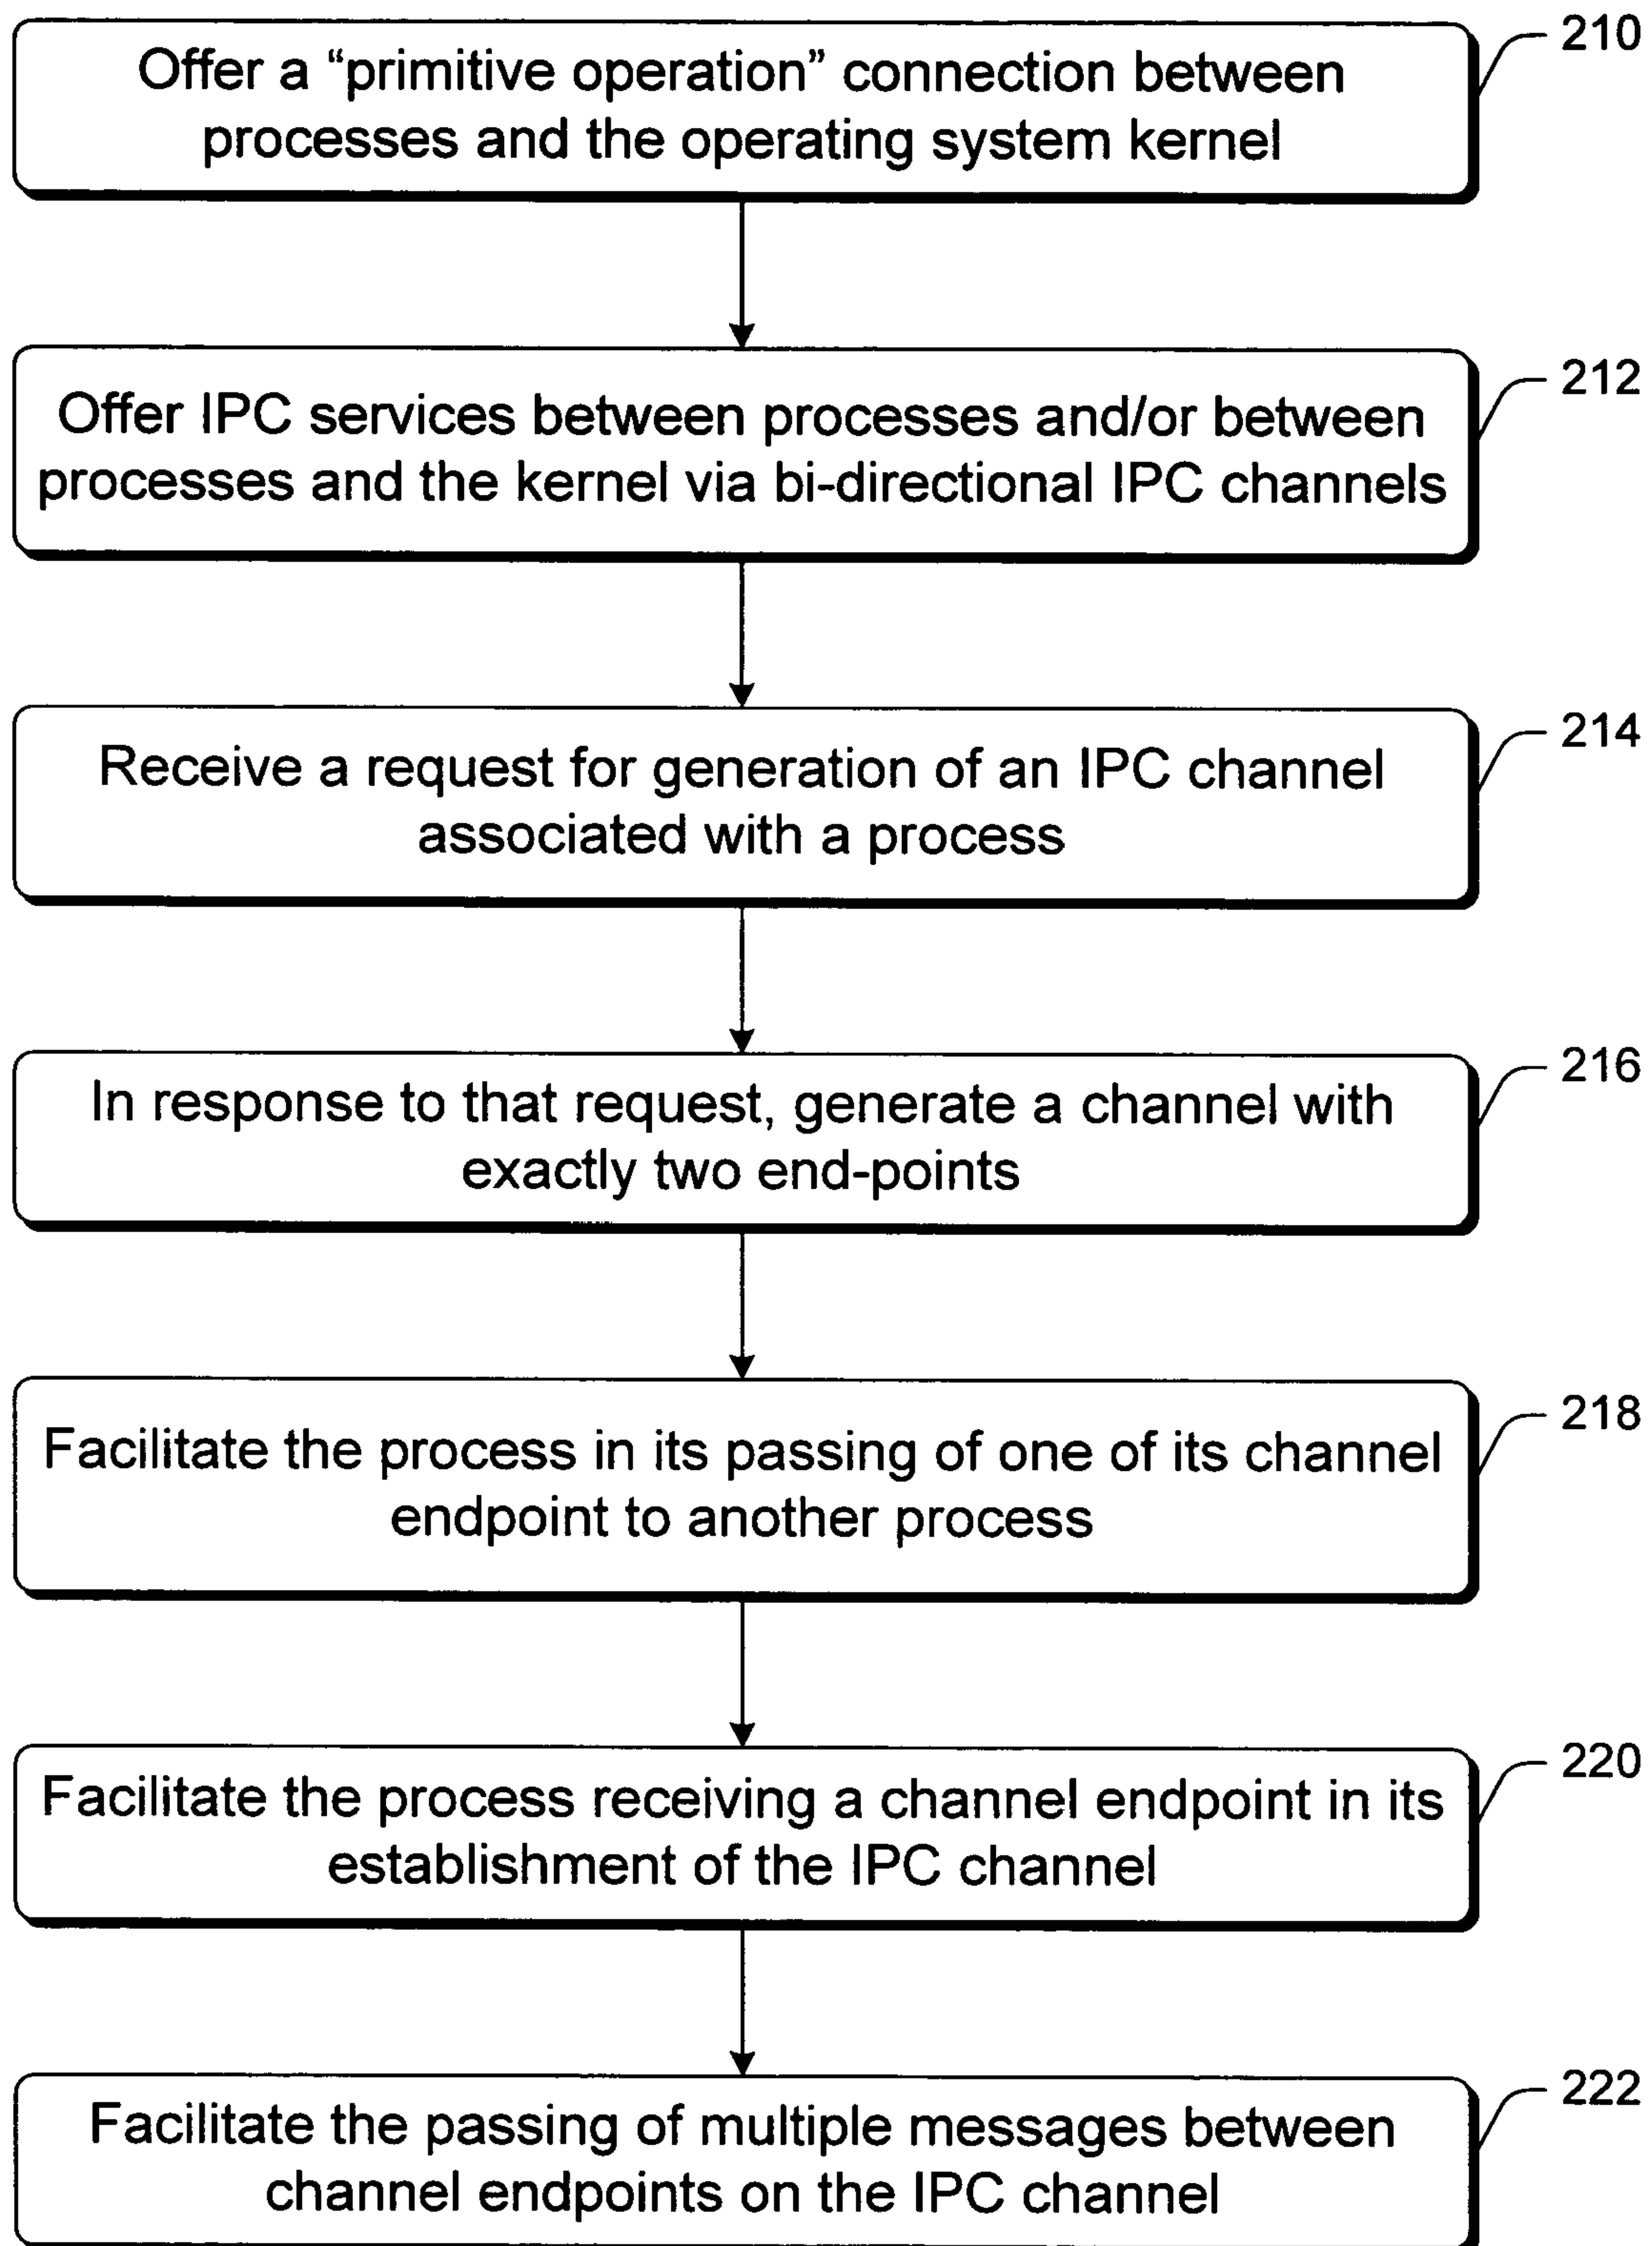 210
Offer a “primitive operation” connection between
processes and the operating system kernel
212
Offer IPC services between processes and/or between
processes and the kernel via bi-directional IPC channels
214
Receive a request for generation of an IPC channel
associated with a process
216
In response to that request, generate a channel with
exactly two end-points
218
Facilitate the process in its passing of one of its channel
endpoint to another process
220
Facilitate the process receiving a channel endpoint in its
establishment of the IPC channel
222
Facilitate the passing of multiple messages between
channel endpoints on the IPC channel